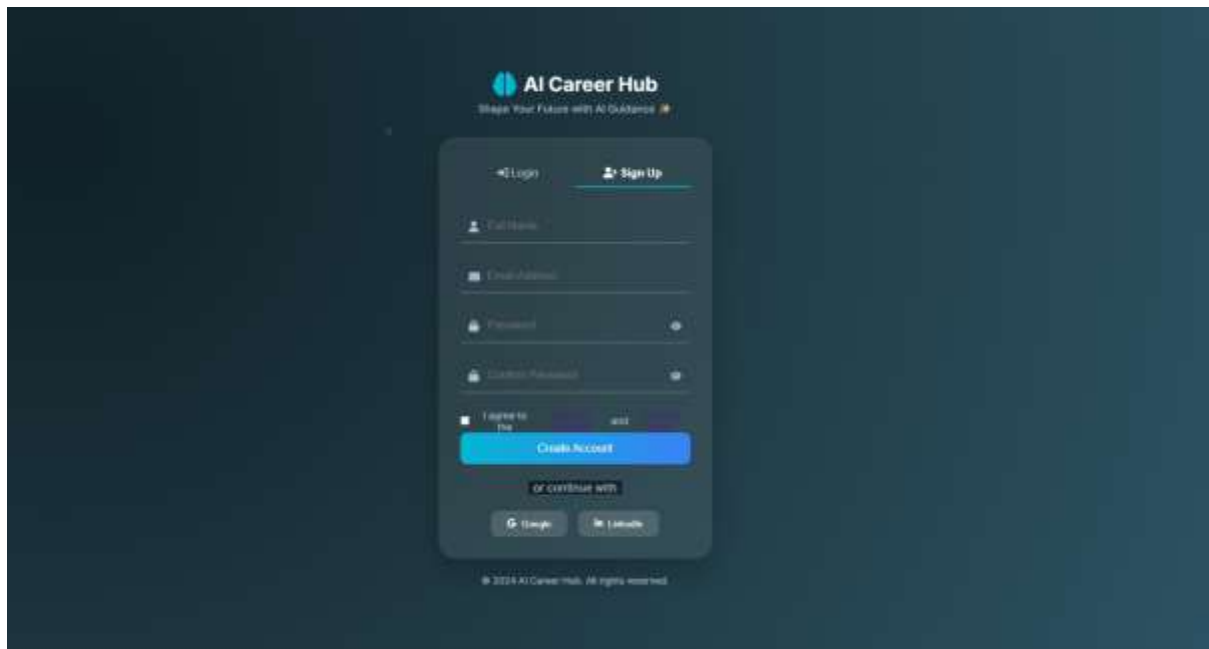 AI Career Hub
Shape Your Future with AI Guidance
Login
Sign Up
Full Name
Email Address
Password
Confirm Password
I agree to
the
and
Create Account
or continue with
Google
LinkedIn
© 2024 AI Career Hub. All rights reserved.